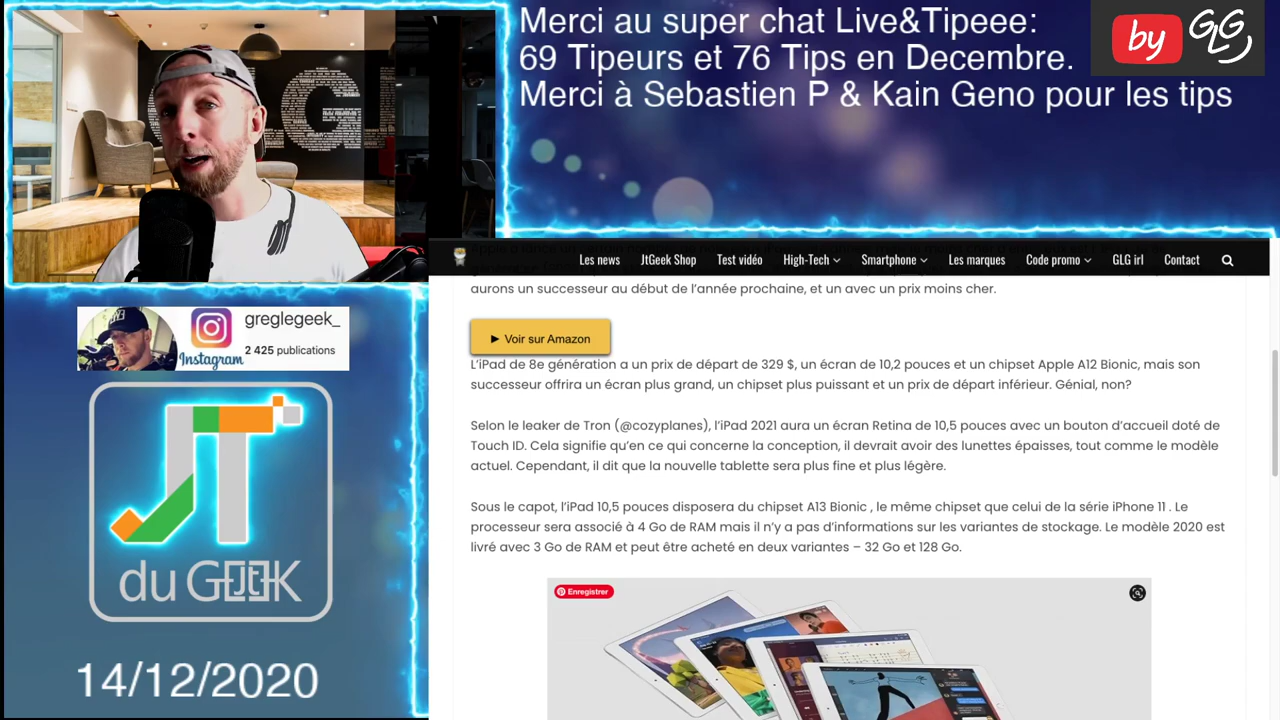 Merci au super chat Live&Tipeee:
69 Tipeurs et 76 Tips en Decembre.
Merci à Sebastien P & Kain Geno pour les tips
by GLG
Les news JtGeek Shop Test vidéo High-Tech Smartphone Les marques Code promo GLG irl Contact
aurons un successeur au début de l’année prochaine, et un avec un prix moins cher.
► Voir sur Amazon
L’iPad de 8e génération a un prix de départ de 329 $, un écran de 10,2 pouces et un chipset Apple A12 Bionic, mais son
successeur offrira un écran plus grand, un chipset plus puissant et un prix de départ inférieur. Génial, non?
Selon le leaker de Tron (@cozyplanes), l’iPad 2021 aura un écran Retina de 10,5 pouces avec un bouton d’accueil doté de
Touch ID. Cela signifie qu’en ce qui concerne la conception, il devrait avoir des lunettes épaisses, tout comme le modèle
actuel. Cependant, il dit que la nouvelle tablette sera plus fine et plus légère.
Sous le capot, l’iPad 10,5 pouces disposera du chipset A13 Bionic , le même chipset que celui de la série iPhone 11 . Le
processeur sera associé à 4 Go de RAM mais il n’y a pas d’informations sur les variantes de stockage. Le modèle 2020 est
livré avec 3 Go de RAM et peut être acheté en deux variantes – 32 Go et 128 Go.
Enregistrer
greglegeek_
2 425 publications
Instagram
JT
du GEEK
14/12/2020